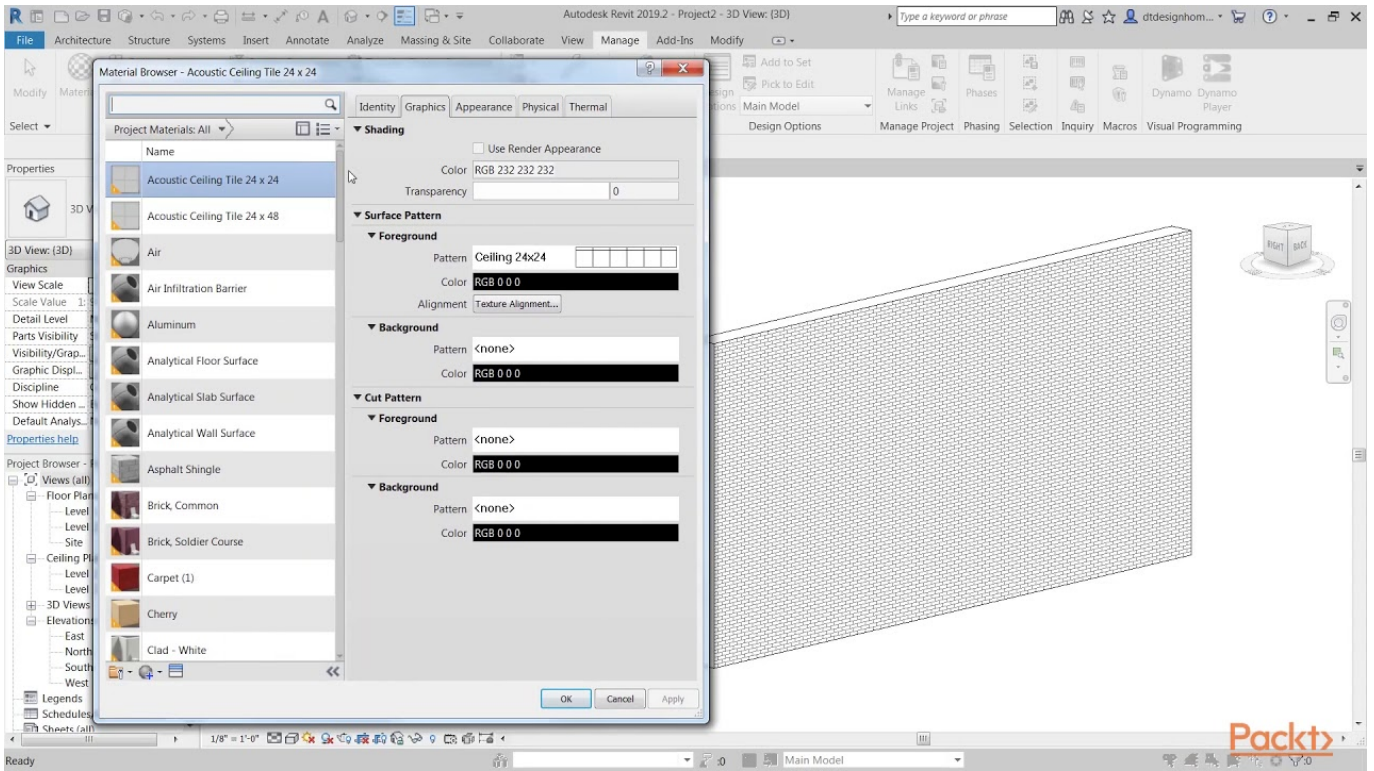 Autodesk Revit 2019.2 - Project2 - 3D View: {3D}
Type a keyword or phrase
dtdesignhom...
File Architecture Structure Systems Insert Annotate Analyze Massing & Site Collaborate View Manage Add-Ins Modify
Modify
Select
Add to Set
Pick to Edit
Main Model
Design Options
Manage Links
Manage Project
Phases
Phasing
Selection
Inquiry
Macros
Dynamo
Dynamo Player
Visual Programming
Material Browser - Acoustic Ceiling Tile 24 x 24
Project Materials: All
Name
Acoustic Ceiling Tile 24 x 24
Acoustic Ceiling Tile 24 x 48
Air
Air Infiltration Barrier
Aluminum
Analytical Floor Surface
Analytical Slab Surface
Analytical Wall Surface
Asphalt Shingle
Brick, Common
Brick, Soldier Course
Carpet (1)
Cherry
Clad - White
Identity Graphics Appearance Physical Thermal
Shading
Use Render Appearance
Color RGB 232 232 232
Transparency 0
Surface Pattern
Foreground
Pattern Ceiling 24x24
Color RGB 0 0 0
Alignment Texture Alignment...
Background
Pattern <none>
Color RGB 0 0 0
Cut Pattern
Foreground
Pattern <none>
Color RGB 0 0 0
Background
Pattern <none>
Color RGB 0 0 0
OK Cancel Apply
Properties
3D View: {3D}
Graphics
View Scale
Scale Value 1:
Detail Level
Parts Visibility
Visibility/Grap...
Graphic Displ...
Discipline
Show Hidden ...
Default Analys...
Properties help
Project Browser -
Views (all)
Floor Plan
Level
Level
Site
Ceiling Pl
Level
Level
3D Views
Elevations
East
North
South
West
Legends
Schedules
Sheets (all)
RIGHT BACK
1/8" = 1'-0"
Packt>
Ready
:0
Main Model
:0